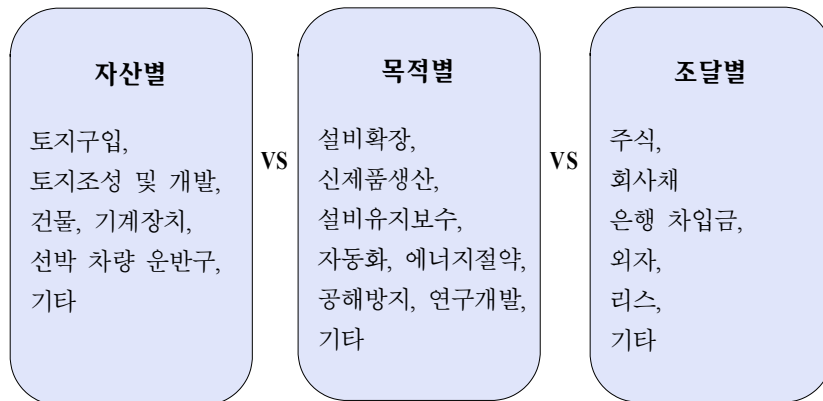 자산별
토지구입,
토지조성 및 개발,
건물, 기계장치,
선박 차량 운반구,
기타
VS
목적별
설비확장,
신제품생산,
설비유지보수,
자동화, 에너지절약,
공해방지, 연구개발,
기타
VS
조달별
주식,
회사채
은행 차입금,
외자,
리스,
기타